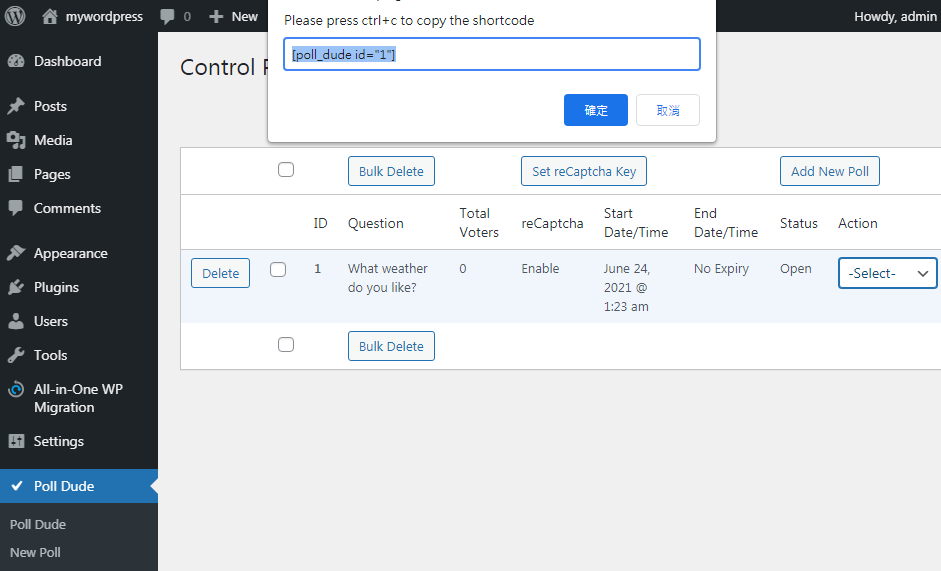 mywordpress
0
New
Howdy, admin
Please press ctrl+c to copy the shortcode
[poll_dude id="1"]
確定
取消
Dashboard
Posts
Media
Pages
Comments
Appearance
Plugins
Users
Tools
All-in-One WP
Migration
Settings
Poll Dude
Poll Dude
New Poll
Control
Bulk Delete
Set reCaptcha Key
Add New Poll
ID
Question
Total
Voters
reCaptcha
Start
Date/Time
End
Date/Time
Status
Action
Delete
1
What weather
do you like?
0
Enable
June 24,
2021 @
1:23 am
No Expiry
Open
-Select-
Bulk Delete